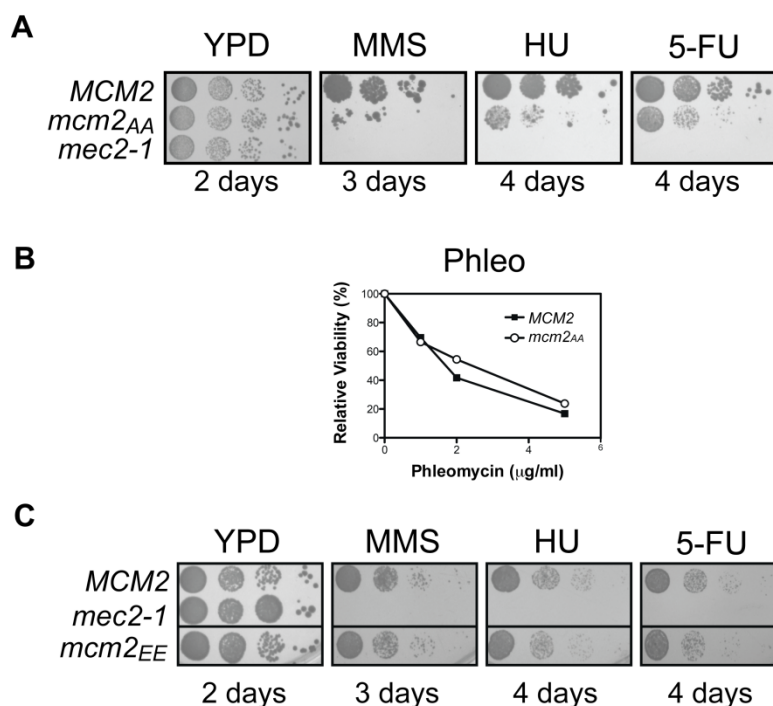 A
YPD MMS HU 5-FU
MCM2
mcm2AA
mec2-1
2 days 3 days 4 days 4 days
B
Phleo
Relative Viability (%)
100
80
60
40
20
0
MCM2
mcm2AA
0 2 4 6
Phleomycin (μg/ml)
C
YPD MMS HU 5-FU
MCM2
mec2-1
mcm2EE
2 days 3 days 4 days 4 days